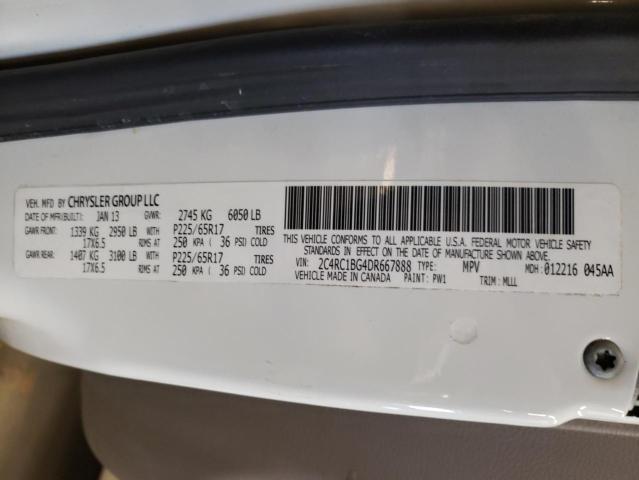 VEH. MFD BY CHRYSLER GROUP LLC
DATE OF MFR(BUILT): JAN 13 GVWR: 2745 KG 6050 LB
GAWR FRONT: 1339 KG 2950 LB WITH P225/65R17 TIRES
17X6.5 RIMS AT 250 KPA ( 36 PSI) COLD
GAWR REAR: 1407 KG 3100 LB WITH P225/65R17 TIRES
17X6.5 RIMS AT 250 KPA ( 36 PSI) COLD
THIS VEHICLE CONFORMS TO ALL APPLICABLE U.S.A. FEDERAL MOTOR VEHICLE SAFETY
STANDARDS IN EFFECT ON THE DATE OF MANUFACTURE SHOWN ABOVE.
VIN: 2C4RC1BG4DR667888 TYPE: MPV MDH: 012216 045AA
VEHICLE MADE IN CANADA PAINT: PW1 TRIM: MLLL